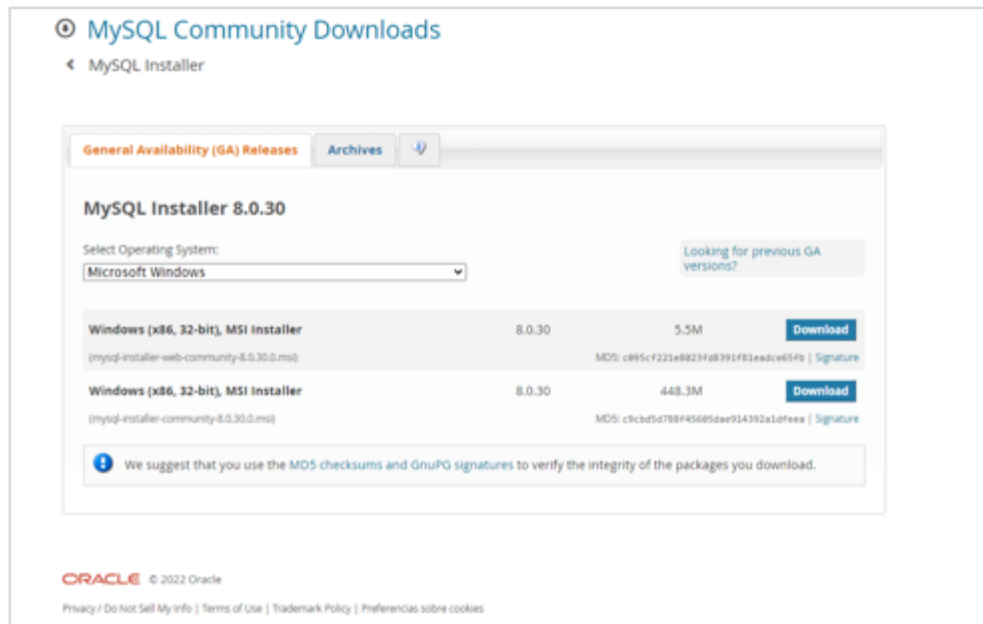 MySQL Community Downloads
MySQL Installer
General Availability (GA) Releases Archives
MySQL Installer 8.0.30
Select Operating System:
Microsoft Windows
Looking for previous GA
versions?
Windows (x86, 32-bit), MSI Installer 8.0.30 5.5M Download
(mysql-installer-web-community-8.0.30.0.msi) MD5: | Signature
Windows (x86, 32-bit), MSI Installer 8.0.30 448.3M Download
(mysql-installer-community-8.0.30.0.msi) MD5: | Signature
We suggest that you use the MD5 checksums and GnuPG signatures to verify the integrity of the packages you download.
ORACLE © 2022 Oracle
Privacy / Do Not Sell My Info | Terms of Use | Trademark Policy | Preferencias sobre cookies